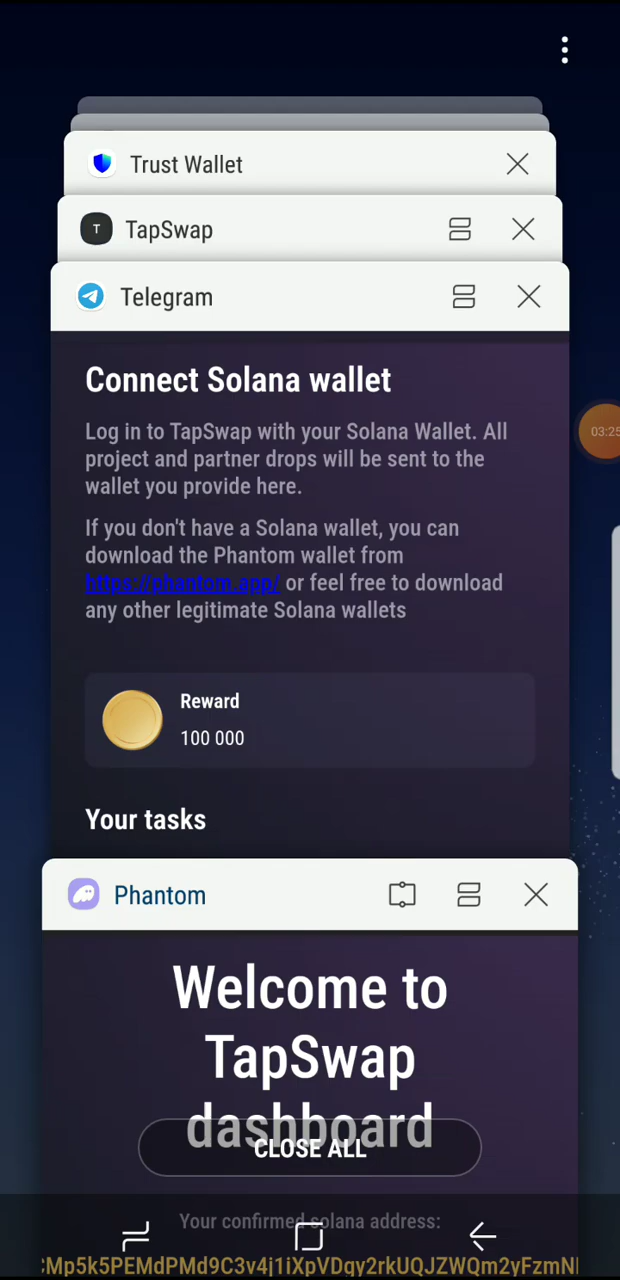 Trust Wallet
T
TapSwap
Telegram
Connect Solana wallet
Log in to TapSwap with your Solana Wallet. All
project and partner drops will be sent to the
wallet you provide here.
03:25
If you don't have a Solana wallet, you can
download the Phantom wallet from
https://phantom.app/ or feel free to download
any other legitimate Solana wallets
Reward
100 000
Your tasks
Phantom
Welcome to
TapSwap
dashboard
CLOSE ALL
Your confirmed solana address: